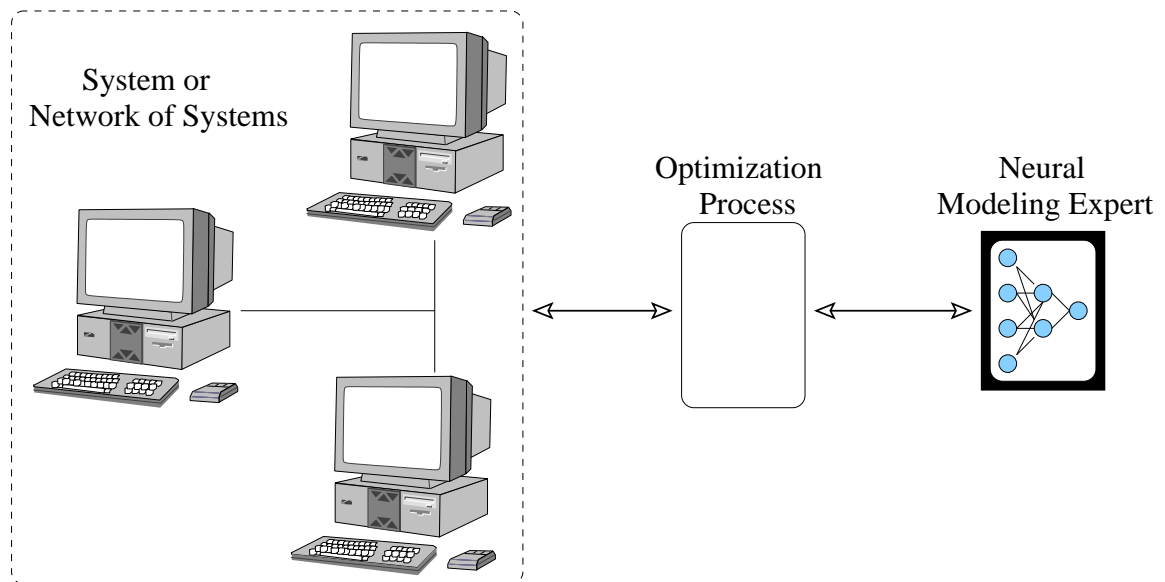 System or
Network of Systems
Optimization
Process
Neural
Modeling Expert